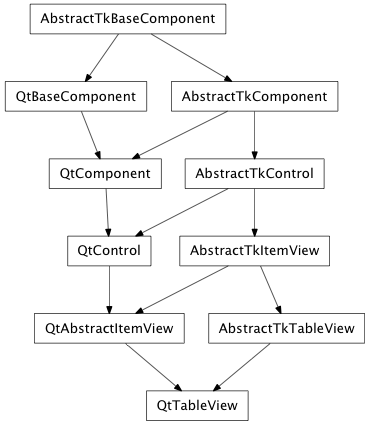 AbstractTkBaseComponent
QtBaseComponent
AbstractTkComponent
QtComponent
AbstractTkControl
QtControl
AbstractTkItemView
QtAbstractItemView
AbstractTkTableView
QtTableView